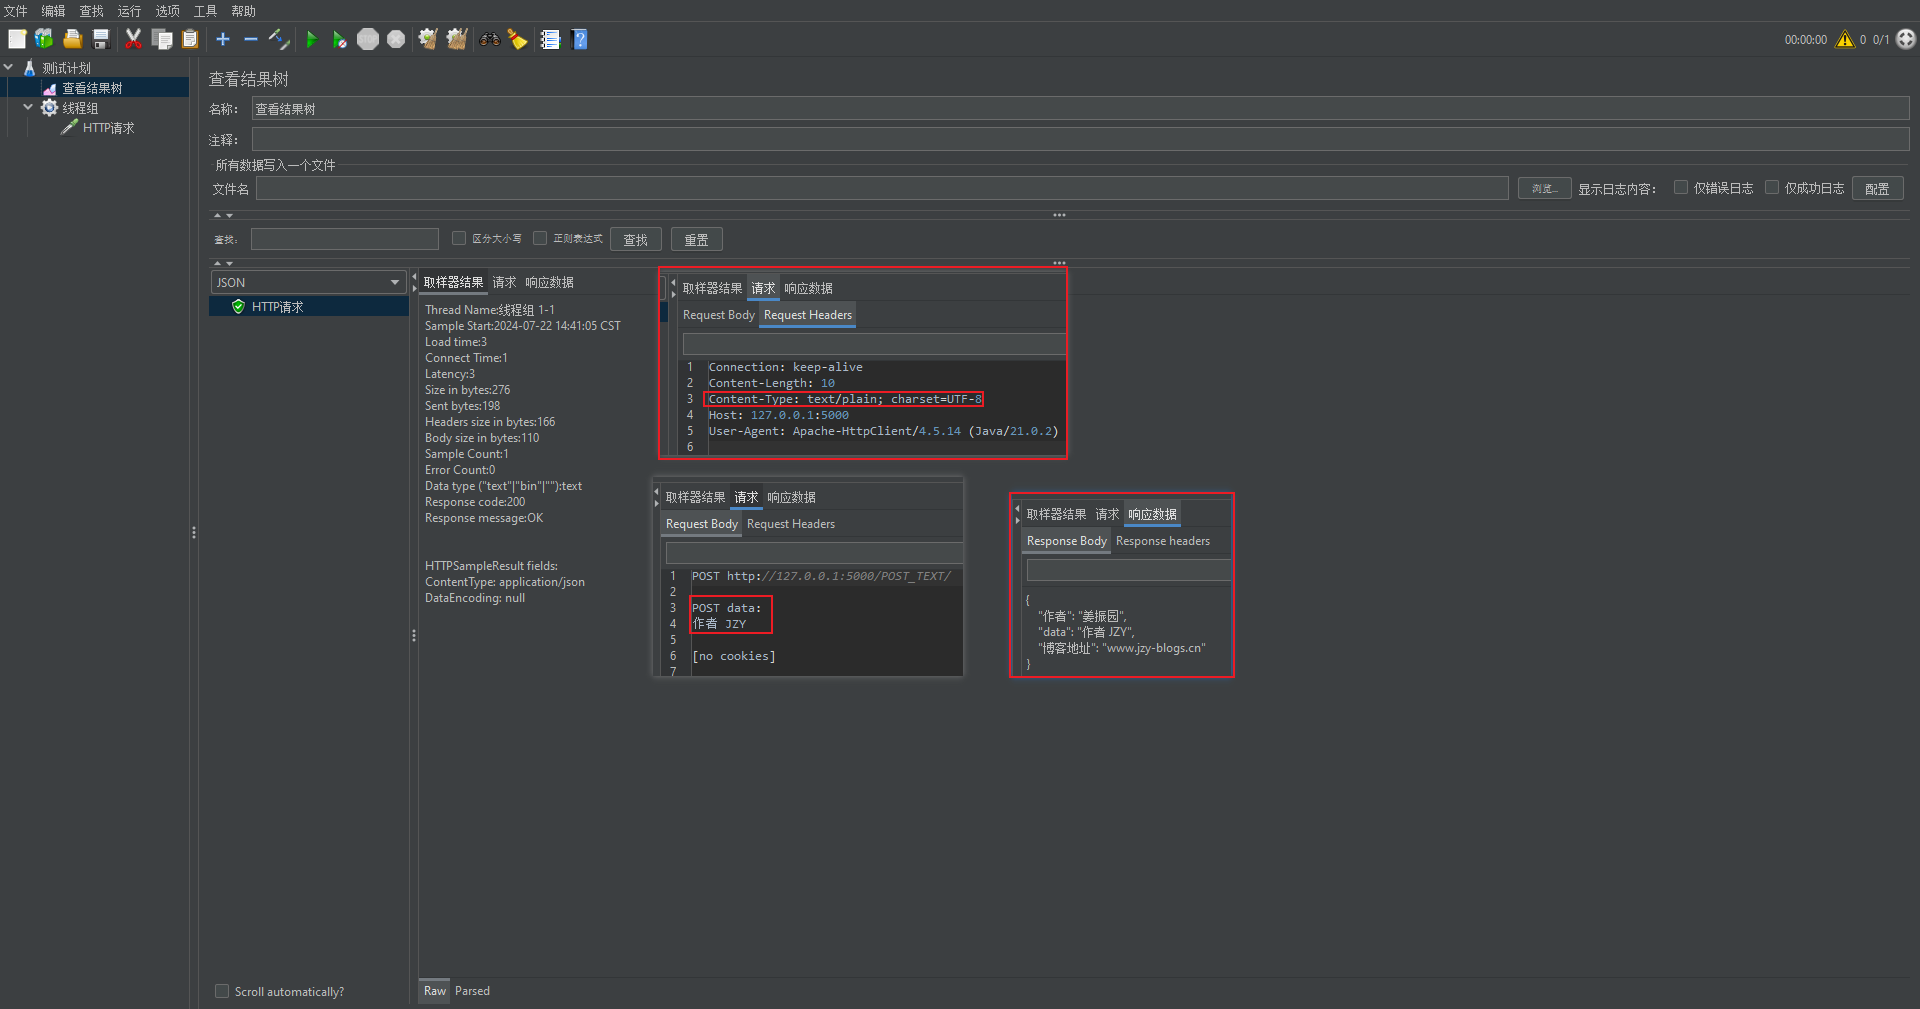 文件 编辑 查找 运行 选项 工具 帮助
00:00:00 0 0/1
测试计划
查看结果树
线程组
HTTP请求
查看结果树
名称： 查看结果树
注释：
所有数据写入一个文件
文件名 浏览... 显示日志内容： 仅错误日志 仅成功日志 配置
查找： 区分大小写 正则表达式 查找 重置
JSON
HTTP请求
取样器结果 请求 响应数据
Thread Name:线程组 1-1
Sample Start:2024-07-22 14:41:05 CST
Load time:3
Connect Time:1
Latency:3
Size in bytes:276
Sent bytes:198
Headers size in bytes:166
Body size in bytes:110
Sample Count:1
Error Count:0
Data type ("text"|"bin"|""):text
Response code:200
Response message:OK
HTTPSampleResult fields:
ContentType: application/json
DataEncoding: null
取样器结果 请求 响应数据
Request Body Request Headers
1 Connection: keep-alive
2 Content-Length: 10
3 Content-Type: text/plain; charset=UTF-8
4 Host: 127.0.0.1:5000
5 User-Agent: Apache-HttpClient/4.5.14 (Java/21.0.2)
6
取样器结果 请求 响应数据
Request Body Request Headers
1 POST http://127.0.0.1:5000/POST_TEXT/
2
3 POST data:
4 作者 JZY
5
6 [no cookies]
7
取样器结果 请求 响应数据
Response Body Response headers
{
"作者": "姜振园",
"data": "作者 JZY",
"博客地址": "www.jzy-blogs.cn"
}
Scroll automatically?
Raw Parsed